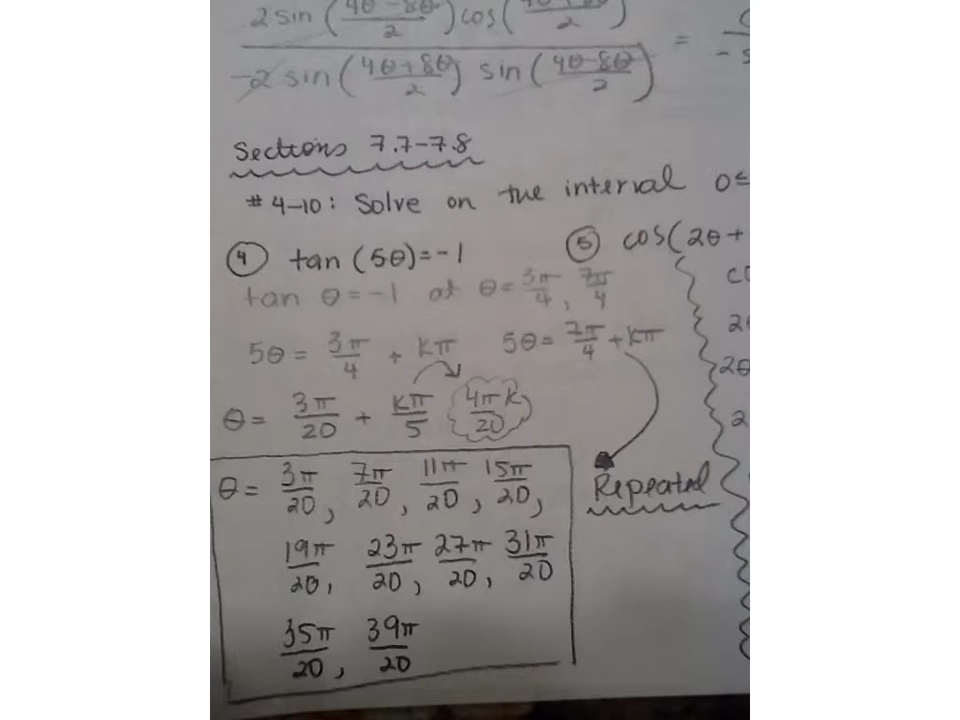 2 sin (4θ-8θ/2) cos(
-2 sin (4θ+8θ/2) sin (4θ-8θ/2) =
Sections 7.7-7.8
#4-10: Solve on the interval 0≤
④ tan (5θ)=-1
⑤ cos(2θ+
tan θ=-1 at θ= 3π/4, 7π/4
5θ= 3π/4 + kπ 5θ= 7π/4 +kπ
θ= 3π/20 + kπ/5 4πk/20
Repeated
θ= 3π/20, 7π/20, 11π/20, 15π/20,
19π/20, 23π/20, 27π/20, 31π/20
35π/20, 39π/20
2θ
2